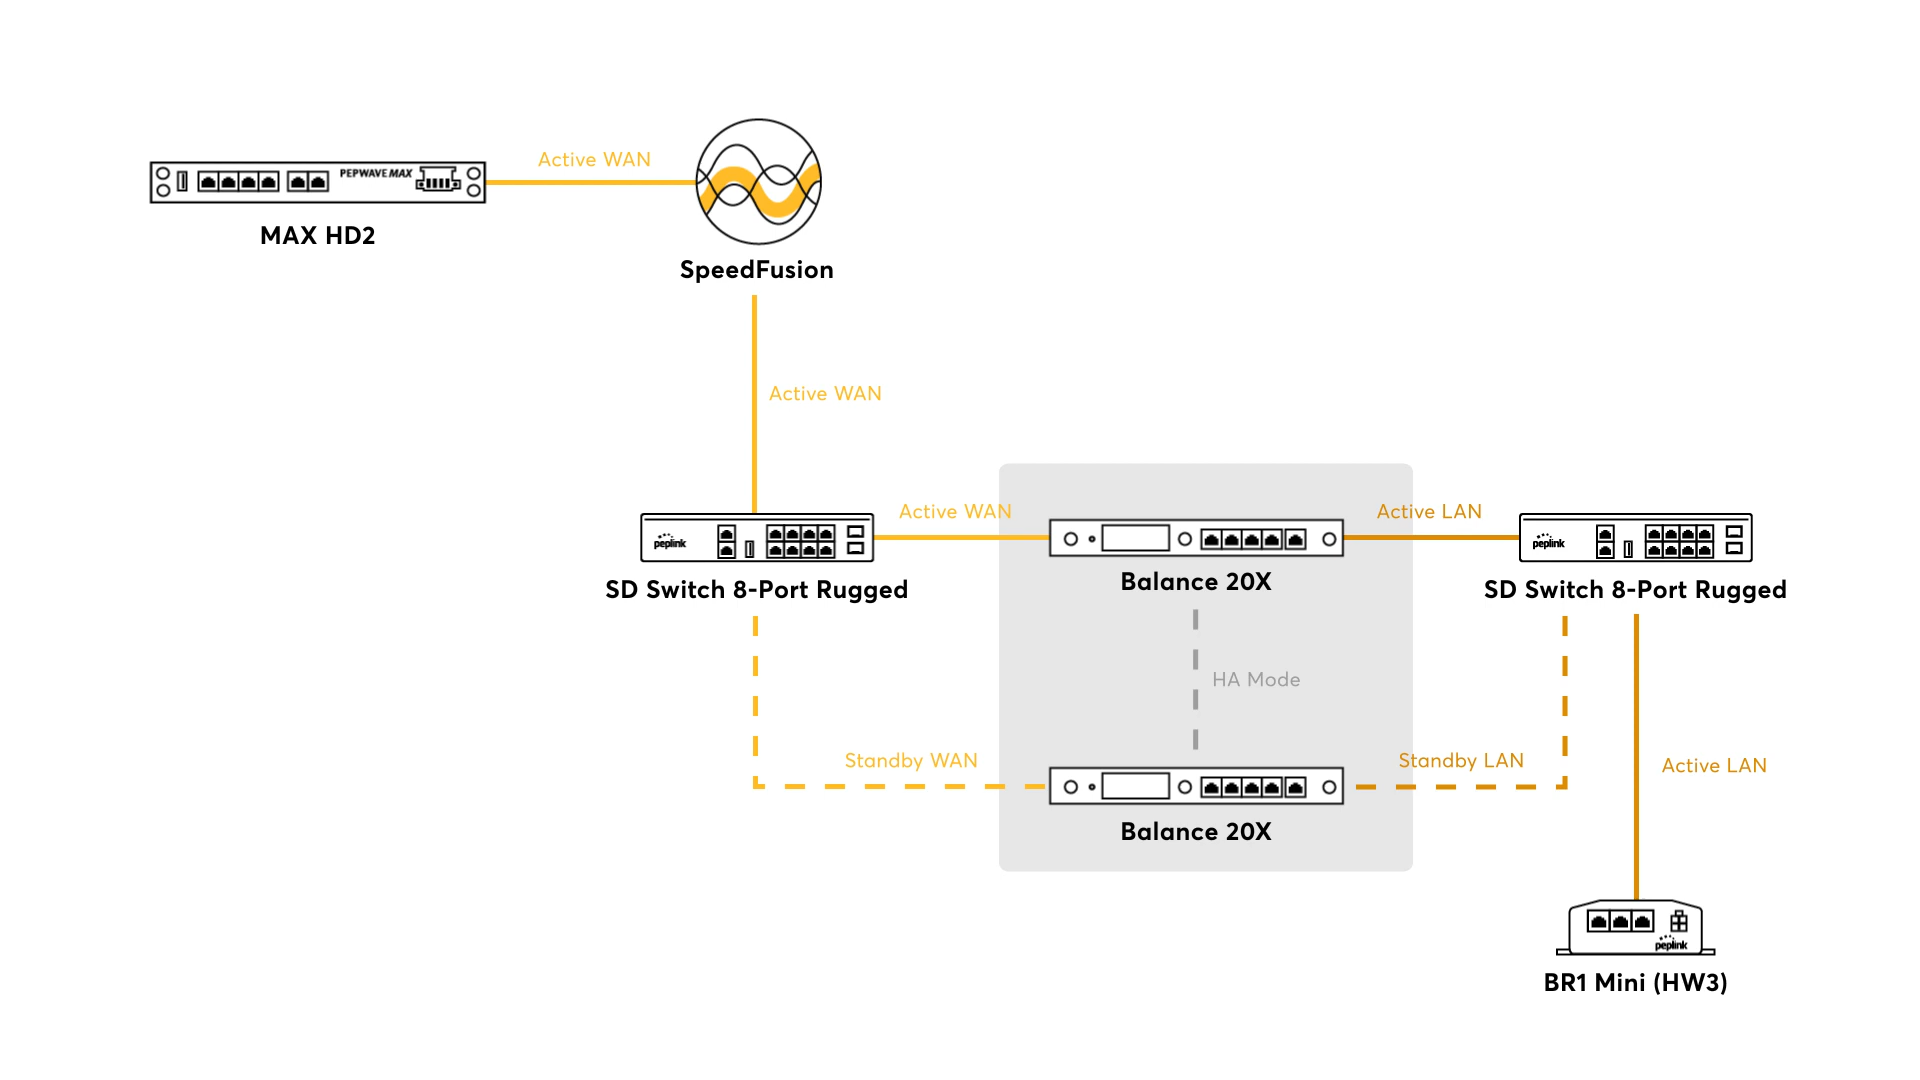 PEPWAVE MAX
Active WAN
MAX HD2
SpeedFusion
Active WAN
Active WAN
Active LAN
peplink
peplink
SD Switch 8-Port Rugged
Balance 20X
SD Switch 8-Port Rugged
HA Mode
Standby WAN
Standby LAN
Active LAN
Balance 20X
peplink
BR1 Mini (HW3)